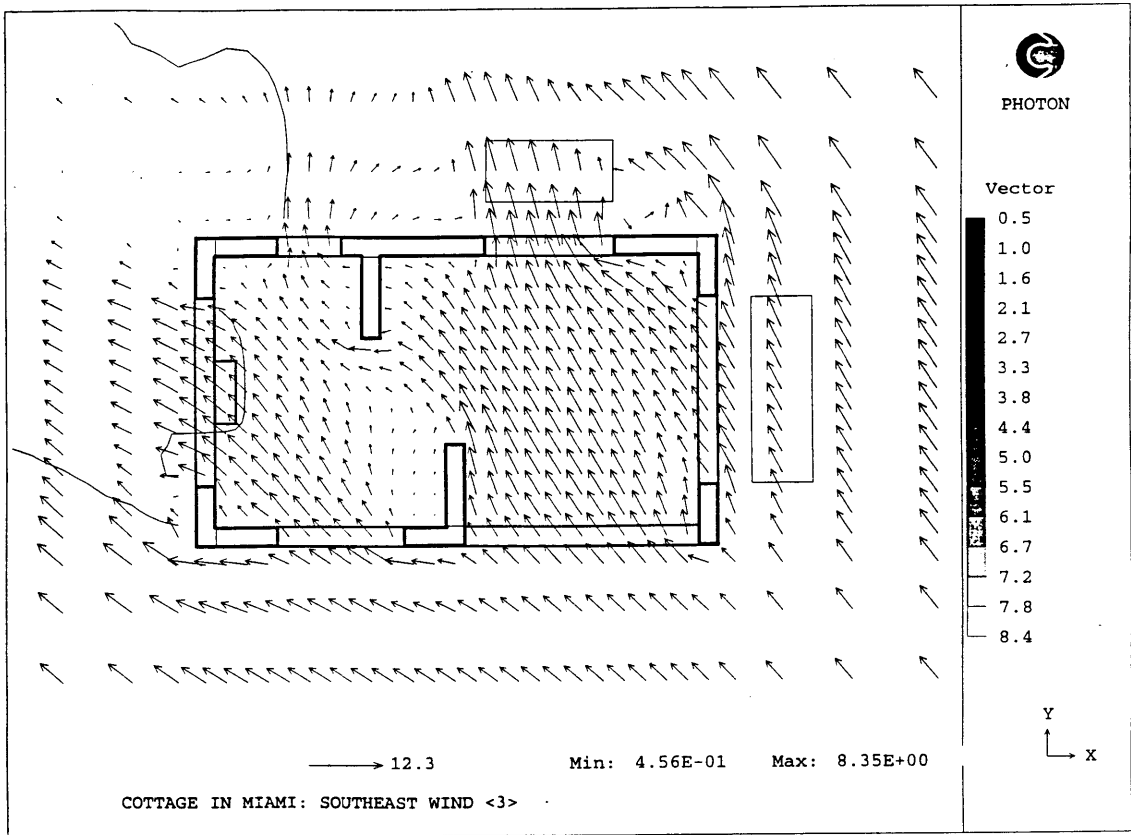 PHOTON
Vector
0.5
1.0
1.6
2.1
2.7
3.3
3.8
4.4
5.0
5.5
6.1
6.7
7.2
7.8
8.4
Y
X
12.3 Min: 4.56E-01 Max: 8.35E+00
COTTAGE IN MIAMI: SOUTHEAST WIND <3>